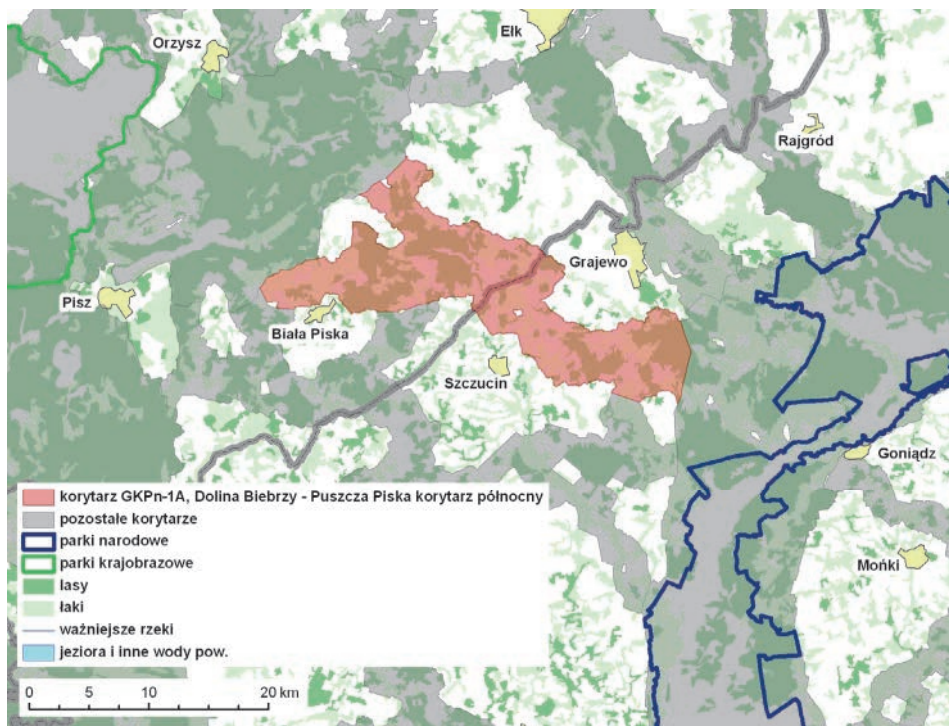 Orzysz
Ełk
Rajgród
Grajewo
Pisz
Biała Piska
Szczucin
Goniądz
Mońki
korytarz GKPn-1A, Dolina Biebrzy - Puszcza Piska korytarz północny
pozostałe korytarze
parki narodowe
parki krajobrazowe
lasy
łaki
ważniejsze rzeki
jeziora i inne wody pow.
0 5 10 20 km